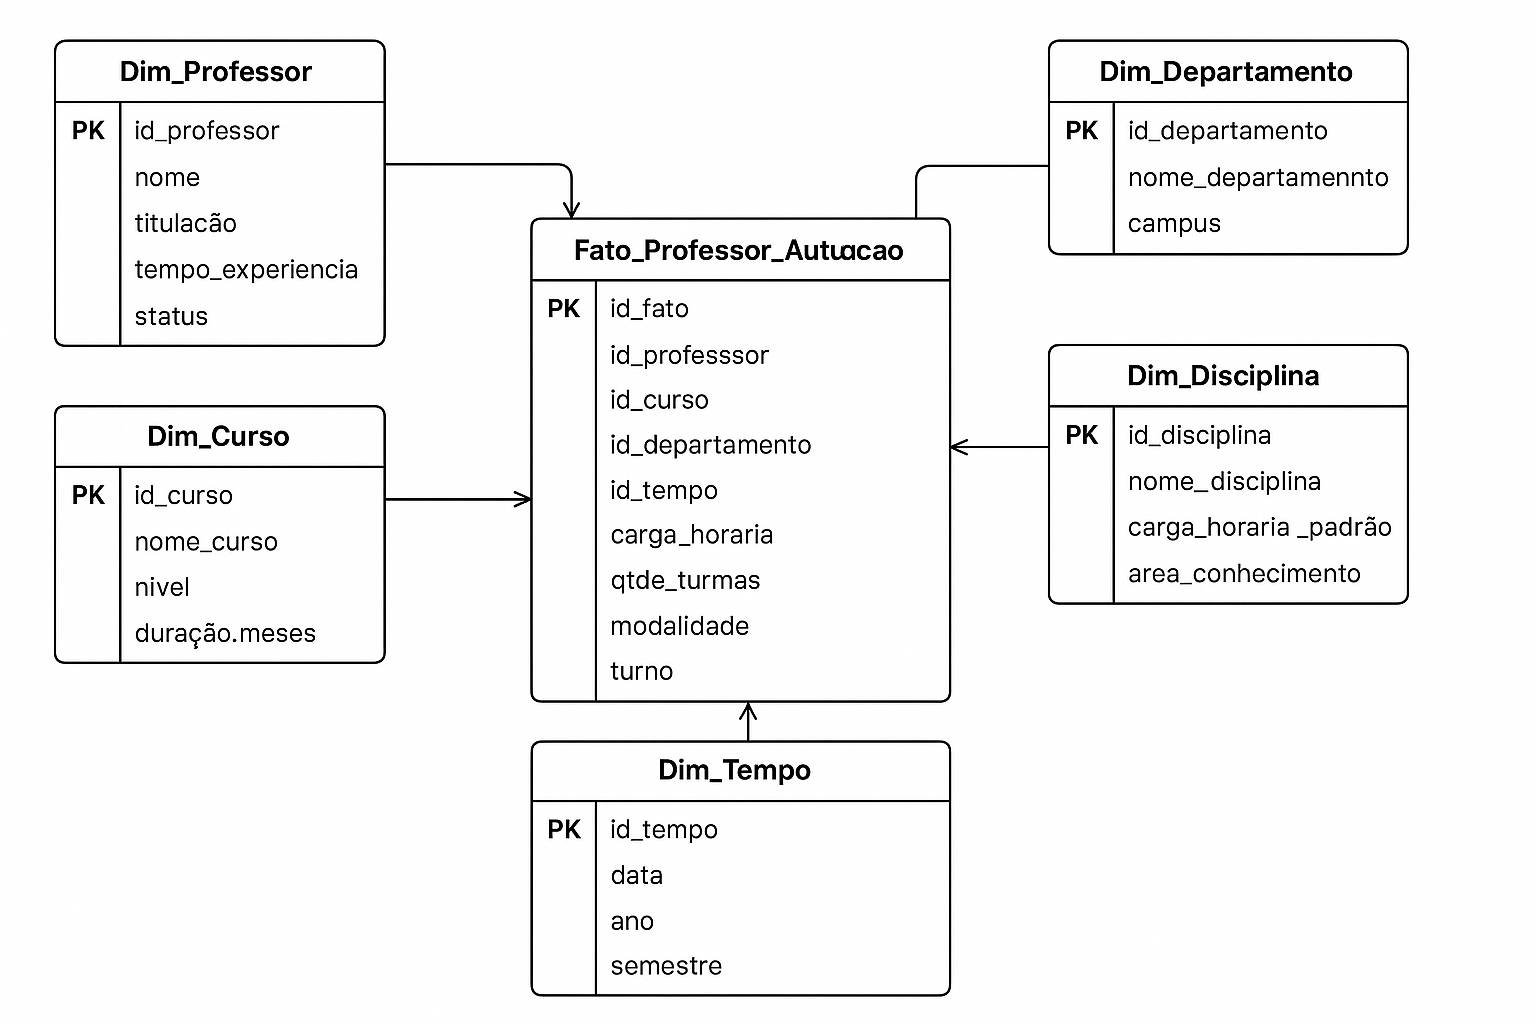 Dim_Professor
PK id_professor
nome
titulacão
tempo_experiencia
status
Dim_Curso
PK id_curso
nome_curso
nivel
duração.meses
Fato_Professor_Autuacao
PK id_fato
id_professsor
id_curso
id_departamento
id_tempo
carga_horaria
qtde_turmas
modalidade
turno
Dim_Tempo
PK id_tempo
data
ano
semestre
Dim_Departamento
PK id_departamento
nome_departamennto
campus
Dim_Disciplina
PK id_disciplina
nome_disciplina
carga_horaria _padrão
area_conhecimento